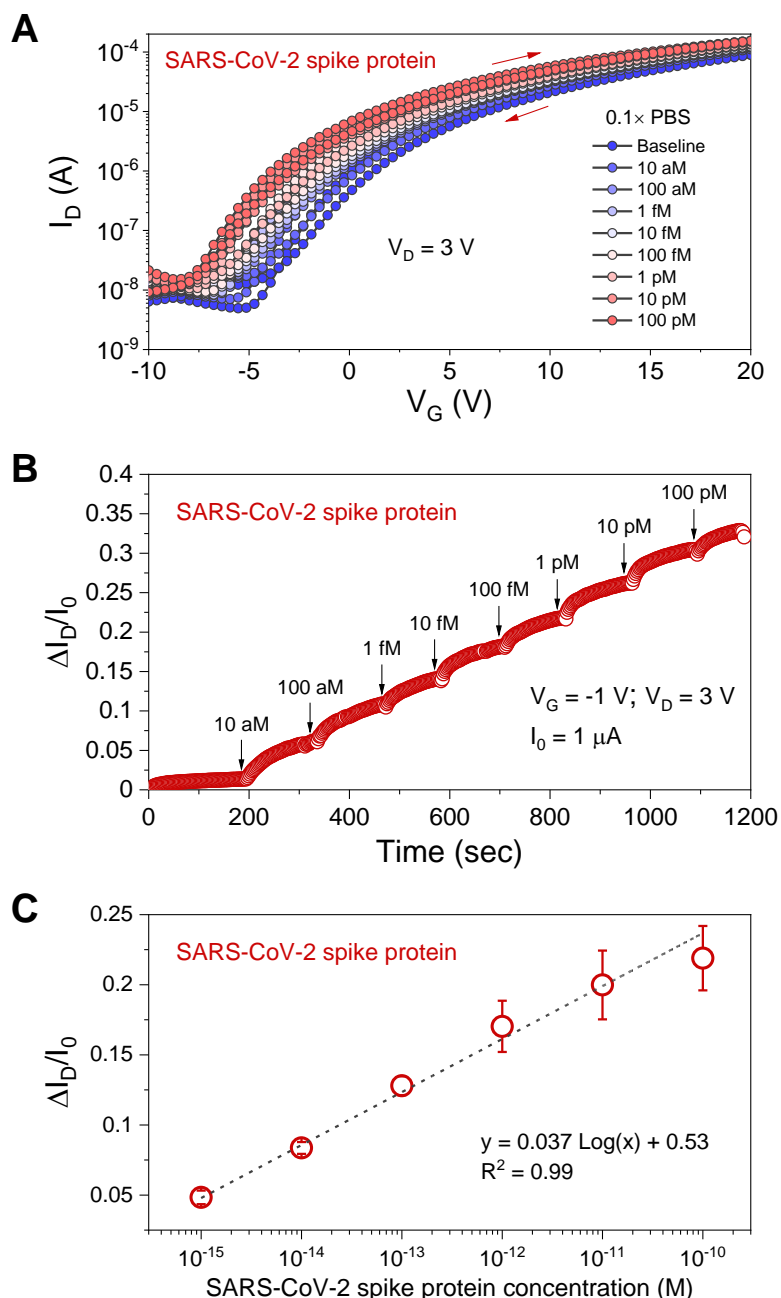 A
SARS-CoV-2 spike protein
0.1× PBS
Baseline
10 aM
100 aM
1 fM
10 fM
100 fM
1 pM
10 pM
100 pM
V_D = 3 V
I_D (A)
10^-4
10^-5
10^-6
10^-7
10^-8
10^-9
-10 -5 0 5 10 15 20
V_G (V)
B
SARS-CoV-2 spike protein
10 aM
100 aM
1 fM
10 fM
100 fM
1 pM
10 pM
100 pM
V_G = -1 V; V_D = 3 V
I_0 = 1 μA
ΔI_D/I_0
0.4
0.35
0.3
0.25
0.2
0.15
0.1
0.05
0
0 200 400 600 800 1000 1200
Time (sec)
C
SARS-CoV-2 spike protein
ΔI_D/I_0
0.25
0.2
0.15
0.1
0.05
y = 0.037 Log(x) + 0.53
R^2 = 0.99
10^-15 10^-14 10^-13 10^-12 10^-11 10^-10
SARS-CoV-2 spike protein concentration (M)